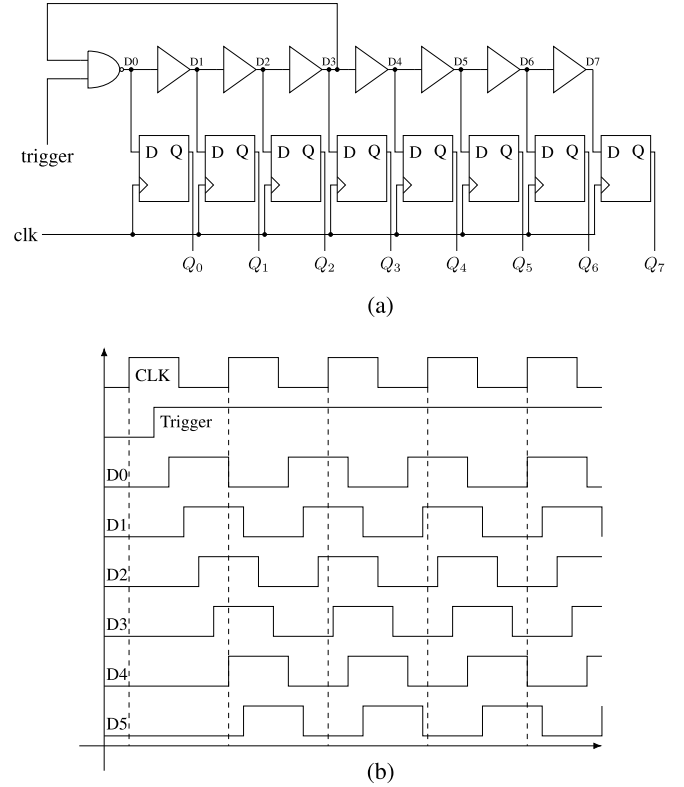 D0 D1 D2 D3 D4 D5 D6 D7
D Q D Q D Q D Q D Q D Q D Q D Q
trigger
clk
Q0 Q1 Q2 Q3 Q4 Q5 Q6 Q7
(a)
CLK
Trigger
D0
D1
D2
D3
D4
D5
(b)